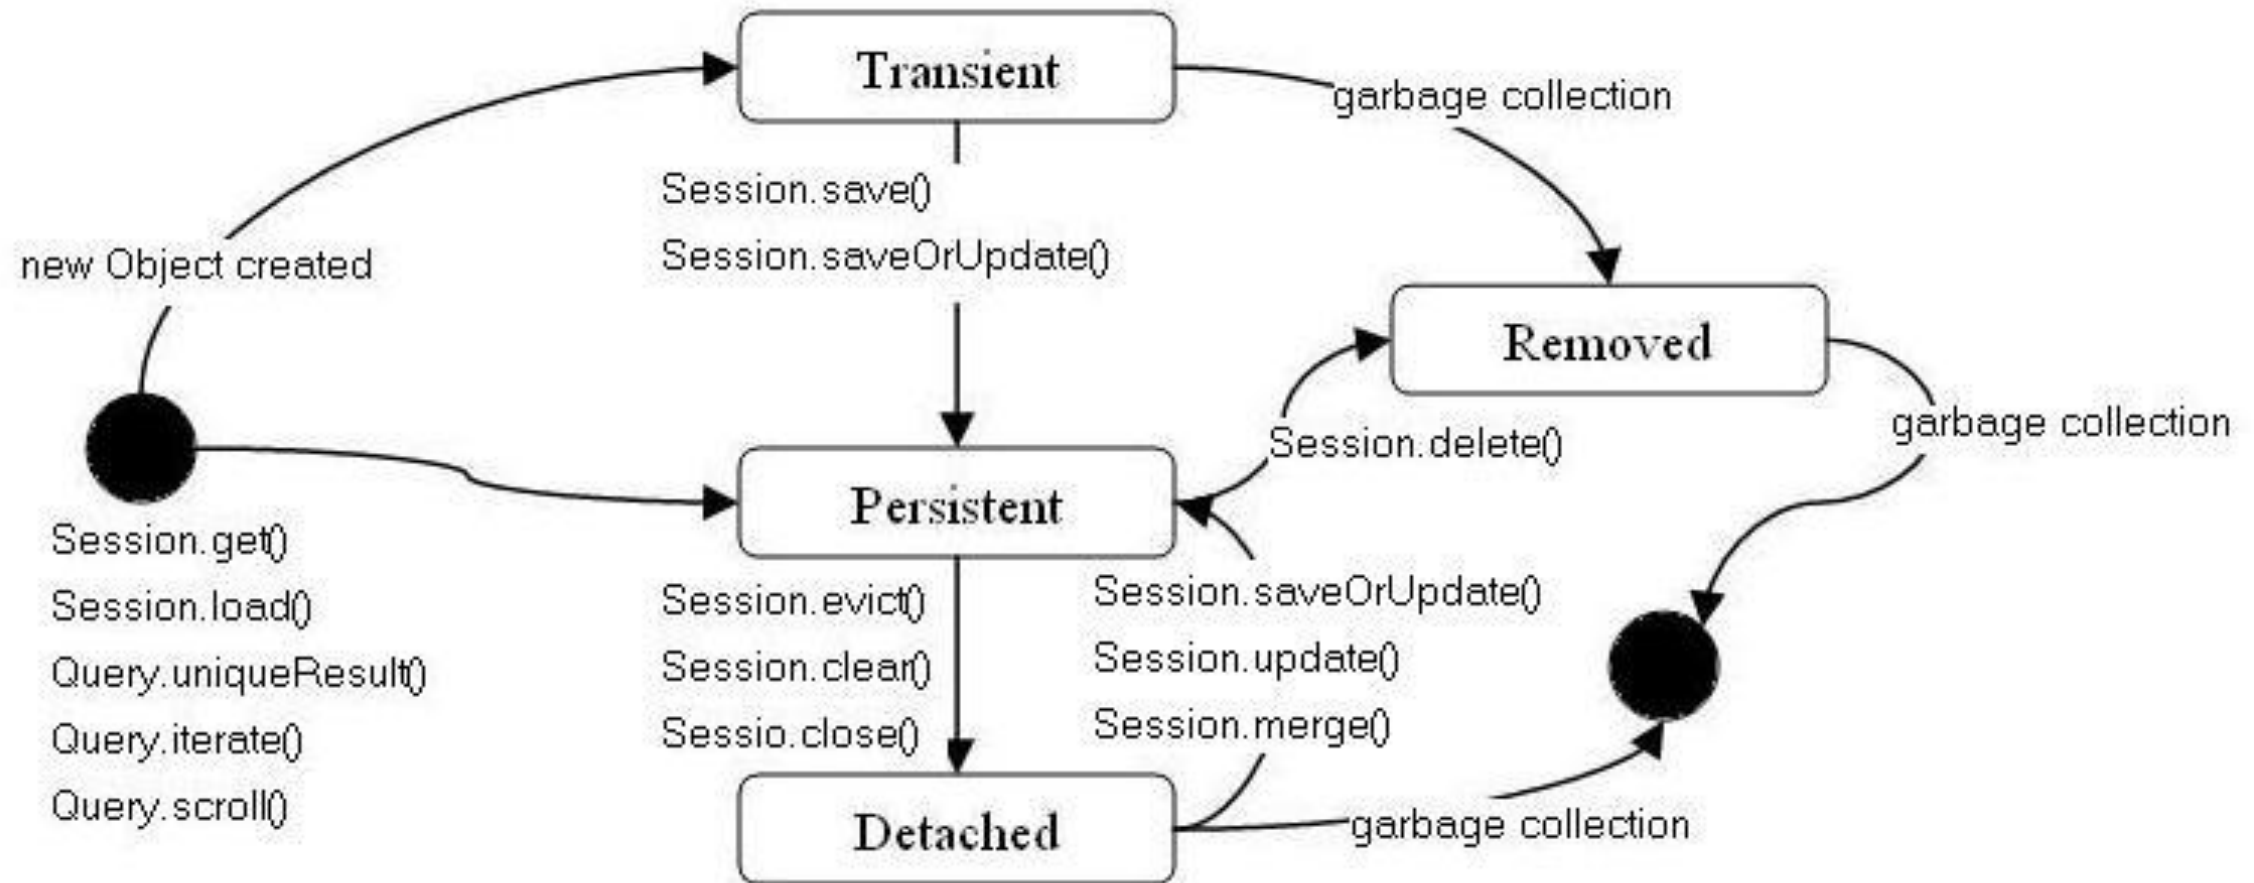 Transient
garbage collection
Session.save()
Session.saveOrUpdate()
new Object created
Removed
garbage collection
Session.delete()
Persistent
Session.get()
Session.load()
Query.uniqueResult()
Query.iterate()
Query.scroll()
Session.evict()
Session.clear()
Sessio.close()
Session.saveOrUpdate()
Session.update()
Session.merge()
Detached
garbage collection